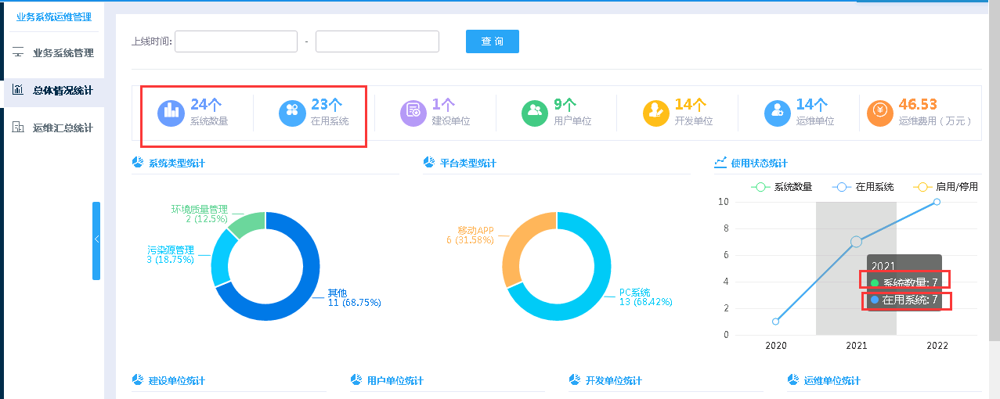 业务系统运维管理
业务系统管理
总体情况统计
运维汇总统计
上线时间:
-
查 询
24个
系统数量
23个
在用系统
1个
建设单位
9个
用户单位
14个
开发单位
14个
运维单位
46.53
运维费用（万元）
系统类型统计
环境质量管理
2 (12.5%)
污染源管理
3 (18.75%)
其他
11 (68.75%)
平台类型统计
移动APP
6 (31.58%)
PC系统
13 (68.42%)
使用状态统计
系统数量
在用系统
启用/停用
10
8
6
4
2
0
2021
系统数量: 7
在用系统: 7
2020
2021
2022
建设单位统计
用户单位统计
开发单位统计
运维单位统计